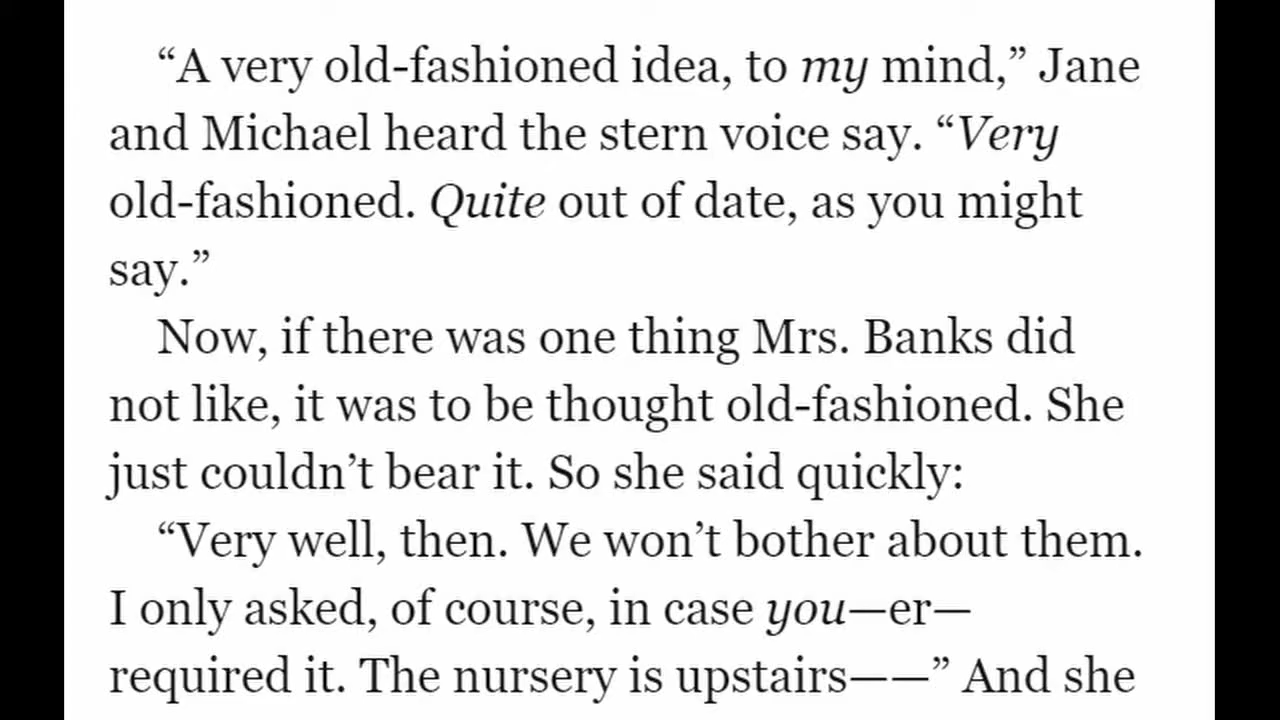 “A very old-fashioned idea, to my mind,” Jane
and Michael heard the stern voice say. “Very
old-fashioned. Quite out of date, as you might
say.”
Now, if there was one thing Mrs. Banks did
not like, it was to be thought old-fashioned. She
just couldn’t bear it. So she said quickly:
“Very well, then. We won’t bother about them.
I only asked, of course, in case you—er—
required it. The nursery is upstairs——” And she